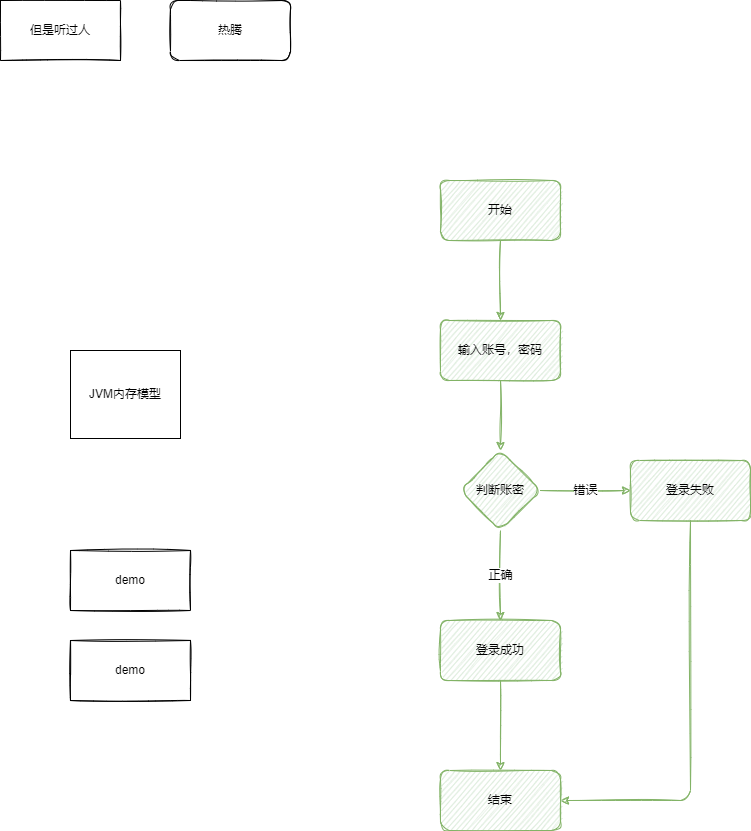 但是听过人
热腾
开始
输入账号，密码
JVM内存模型
判断账密
错误
登录失败
正确
demo
登录成功
demo
结束